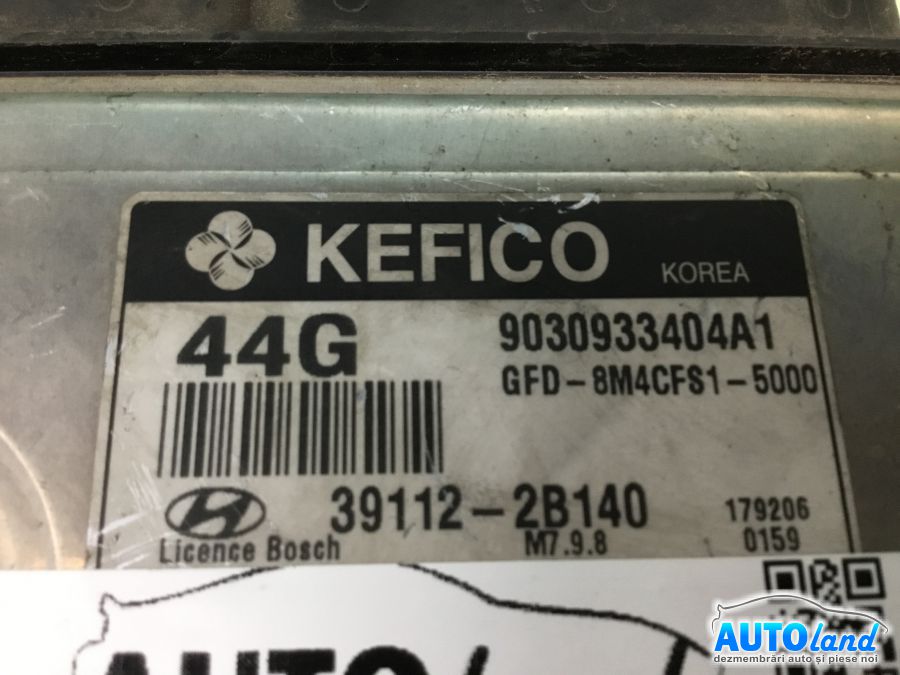 KEFICO KOREA
44G 9030933404A1
GFD-8M4CFS1-5000
39112-2B140 179206
Licence Bosch M7.9.8 0159
AUTO
AUTOland
dezmembrări auto și piese noi